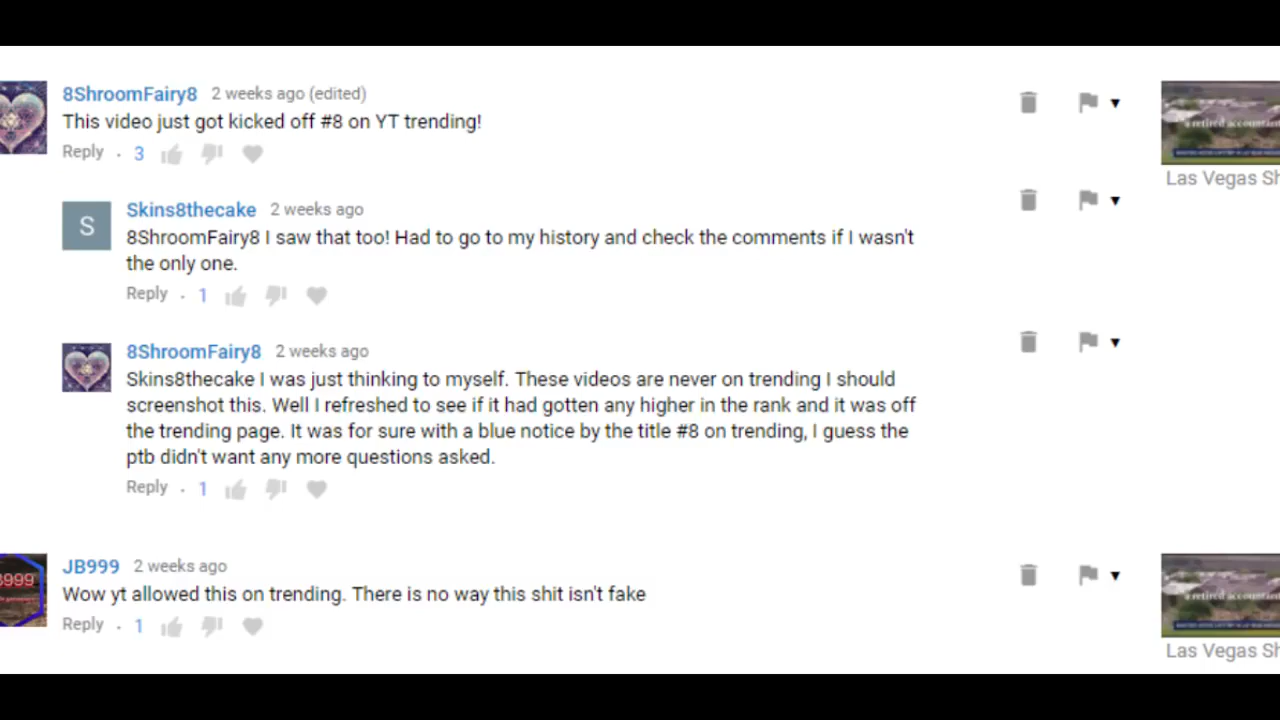 8ShroomFairy8 2 weeks ago (edited)
This video just got kicked off #8 on YT trending!
Reply . 3
a retired accountant
Las Vegas Sh
S
Skins8thecake 2 weeks ago
8ShroomFairy8 I saw that too! Had to go to my history and check the comments if I wasn't
the only one.
Reply . 1
8ShroomFairy8 2 weeks ago
Skins8thecake I was just thinking to myself. These videos are never on trending I should
screenshot this. Well I refreshed to see if it had gotten any higher in the rank and it was off
the trending page. It was for sure with a blue notice by the title #8 on trending, I guess the
ptb didn't want any more questions asked.
Reply . 1
3999
JB999 2 weeks ago
Wow yt allowed this on trending. There is no way this shit isn't fake
Reply . 1
a retired accountant
Las Vegas Sh